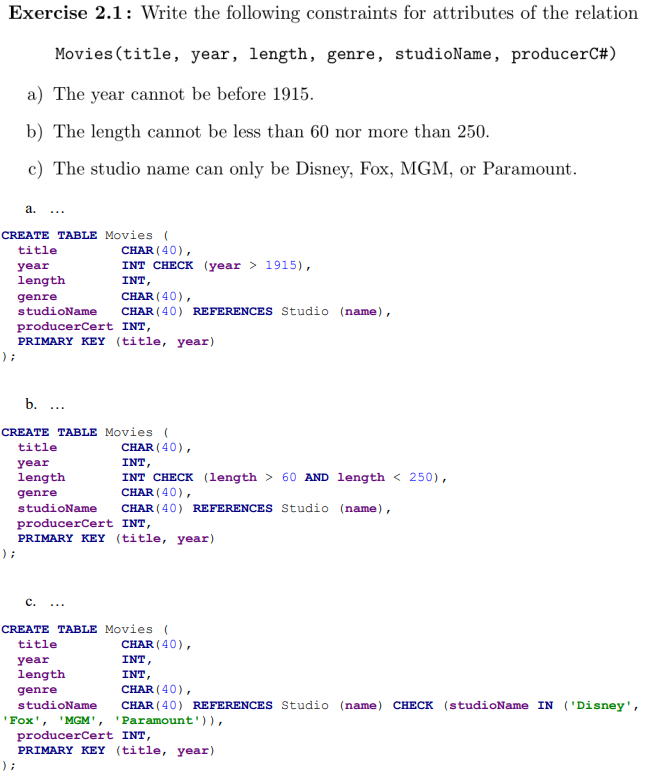 Exercise 2.1: Write the following constraints for attributes of the relation
Movies(title, year, length, genre, studioName, producerC#)
a) The year cannot be before 1915.
b) The length cannot be less than 60 nor more than 250.
c) The studio name can only be Disney, Fox, MGM, or Paramount.
a. ...
CREATE TABLE Movies (
title CHAR(40),
year INT CHECK (year > 1915),
length INT,
genre CHAR(40),
studioName CHAR(40) REFERENCES Studio (name),
producerCert INT,
PRIMARY KEY (title, year)
);
b. ...
CREATE TABLE Movies (
title CHAR(40),
year INT,
length INT CHECK (length > 60 AND length < 250),
genre CHAR(40),
studioName CHAR(40) REFERENCES Studio (name),
producerCert INT,
PRIMARY KEY (title, year)
);
c. ...
CREATE TABLE Movies (
title CHAR(40),
year INT,
length INT,
genre CHAR(40),
studioName CHAR(40) REFERENCES Studio (name) CHECK (studioName IN ('Disney',
'Fox', 'MGM', 'Paramount')),
producerCert INT,
PRIMARY KEY (title, year)
);